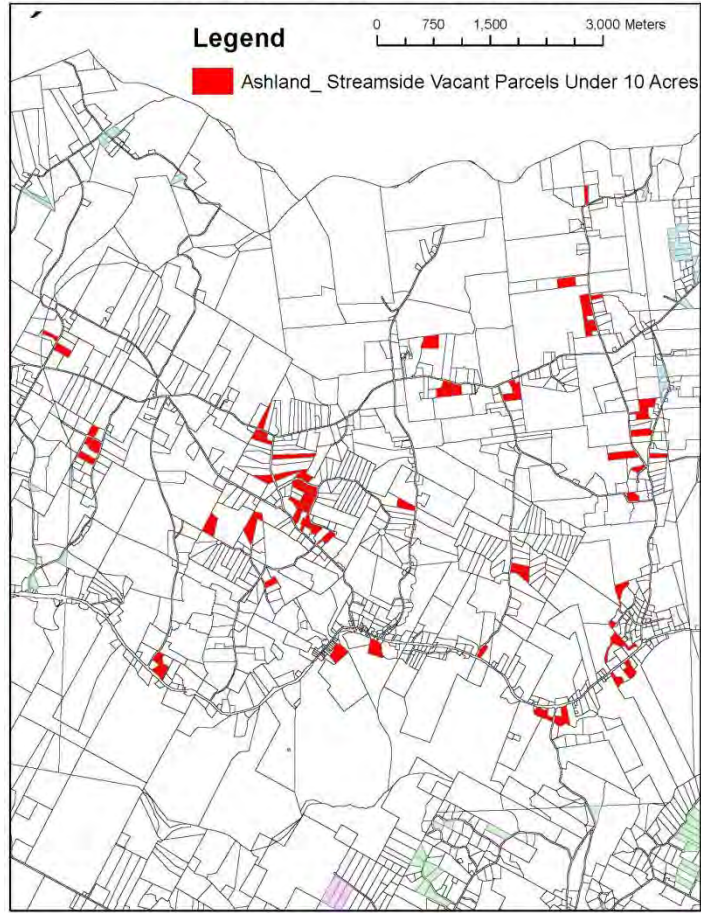 Legend
0 750 1,500 3,000 Meters
Ashland_ Streamside Vacant Parcels Under 10 Acres